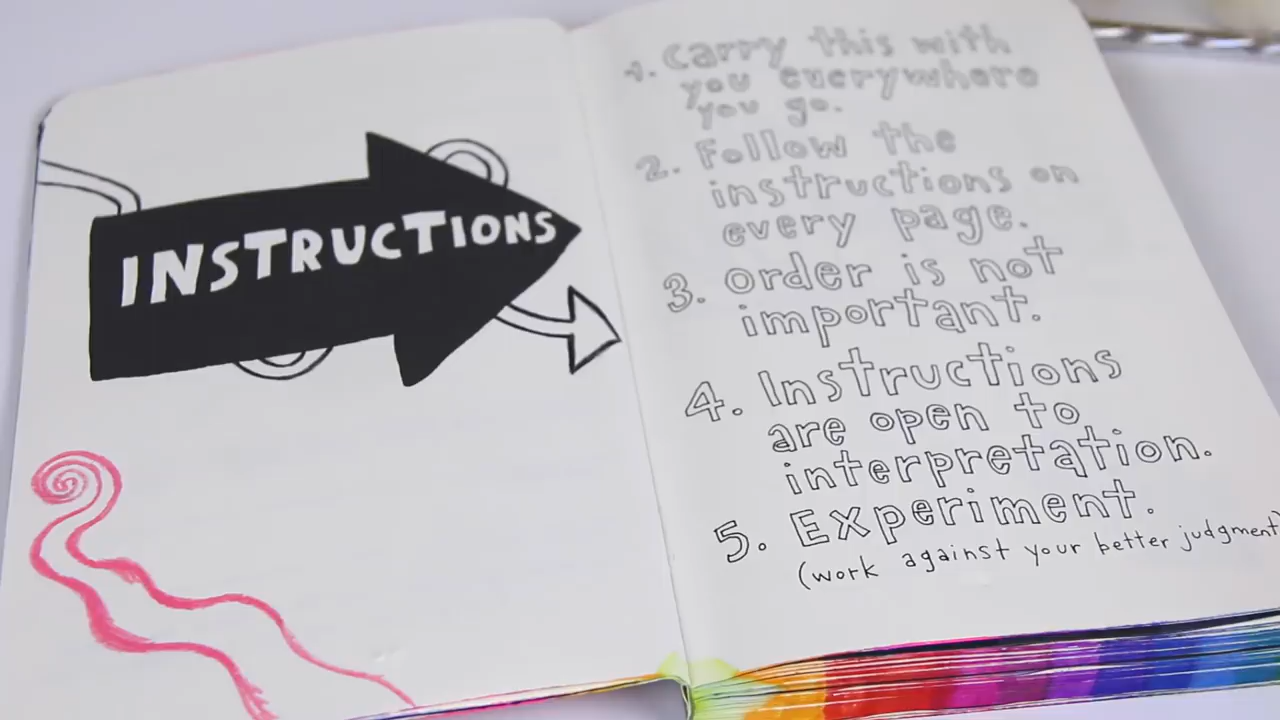 INSTRUCTIONS
1. Carry this with
you everywhere
you go.
2. Follow the
instructions on
every page.
3. Order is not
important.
4. Instructions
are open to
interpretation.
5. Experiment.
(work against your better judgment